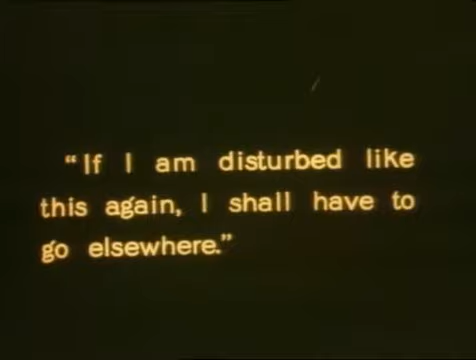 “If I am disturbed like
this again, I shall have to
go elsewhere.”